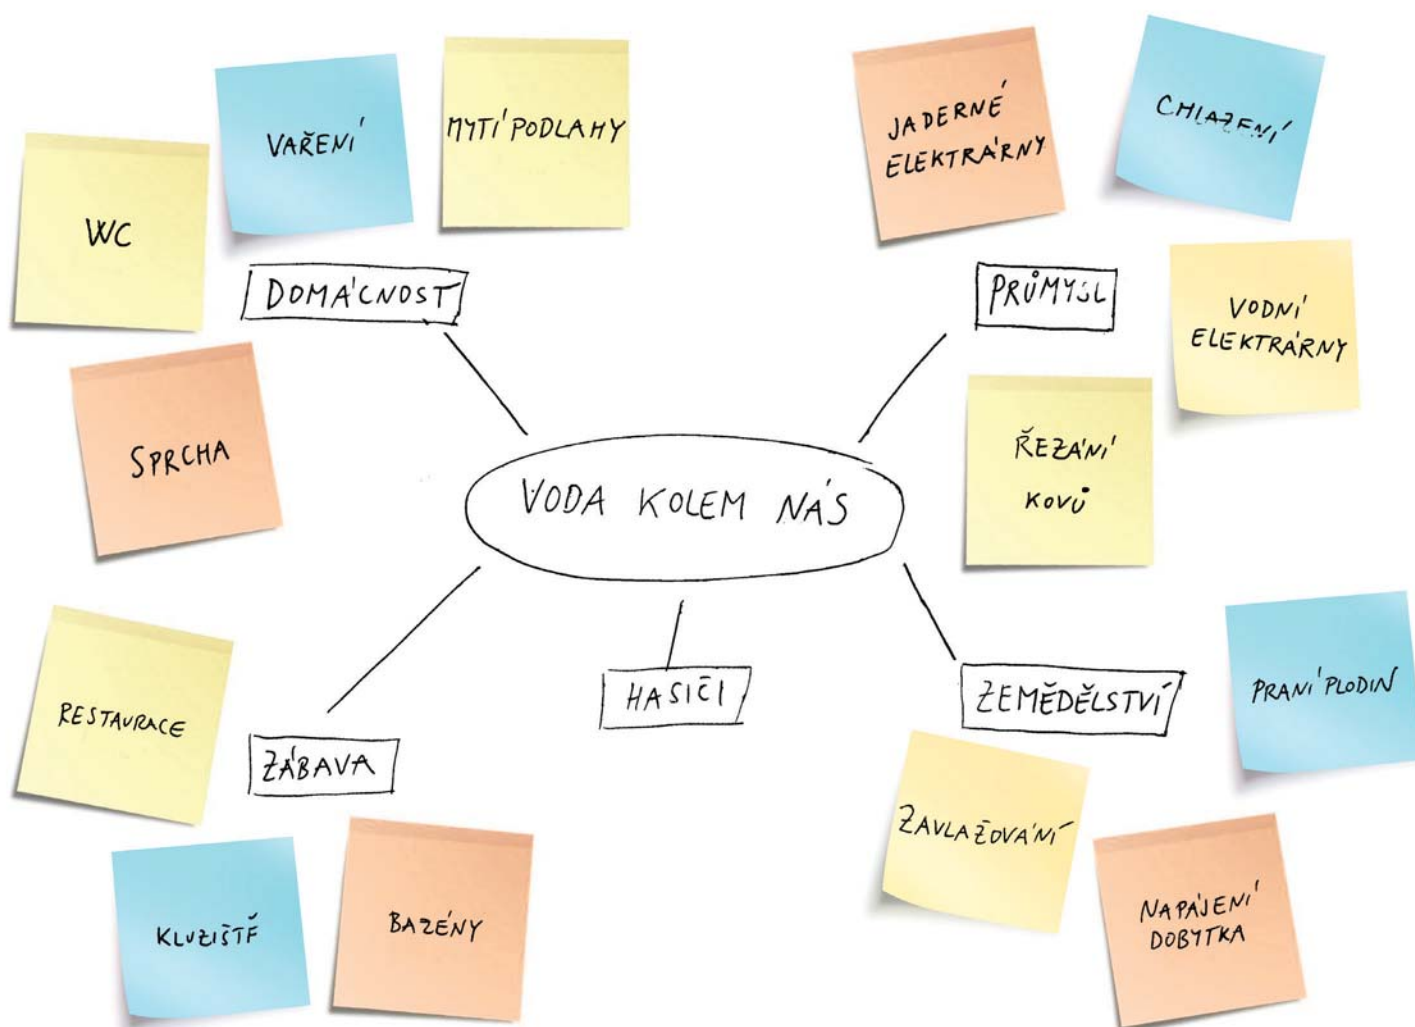 VAŘENÍ
MYTÍ PODLAHY
WC
DOMÁCNOST
SPRCHA
JADERNÉ
ELEKTRÁRNY
CHLAZENÍ
PRŮMYSL
VODNÍ
ELEKTRÁRNY
ŘEZÁNÍ
KOVŮ
VODA KOLEM NÁS
RESTAURACE
ZÁBAVA
KLUZIŠTĚ
BAZÉNY
HASIČI
ZEMĚDĚLSTVÍ
PRANÍ PLODIN
ZAVLAŽOVÁNÍ
NAPÁJENÍ
DOBYTKA